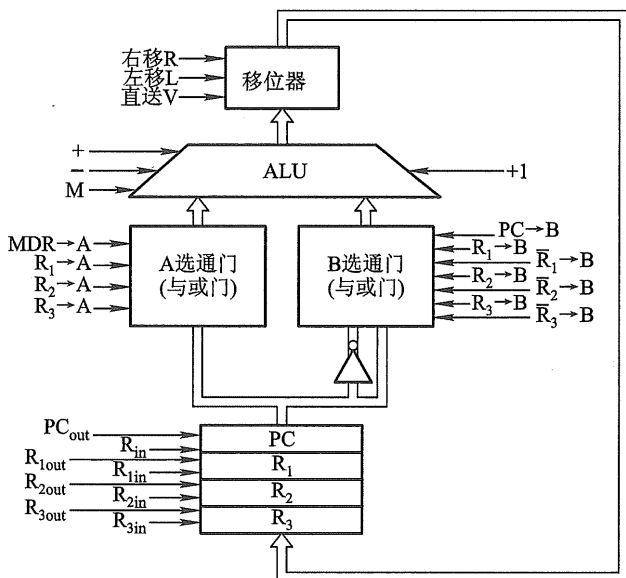 右移R
左移L
直送V
移位器
+
−
M
ALU
+1
MDR→A
R₁→A
R₂→A
R₃→A
A选通门
(与或门)
B选通门
(与或门)
PC→B
R₁→B
R̅₁→B
R₂→B
R̅₂→B
R₃→B
R̅₃→B
PCout
Rin
R1out
R1in
R2out
R2in
R3out
R3in
PC
R₁
R₂
R₃